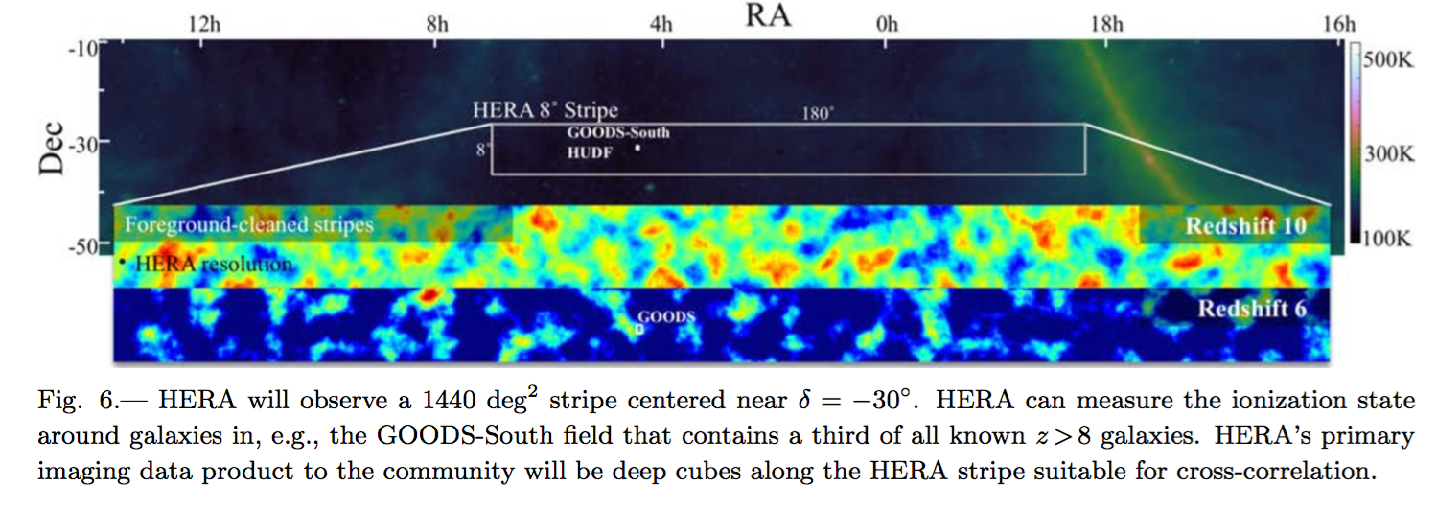 RA
12h 8h 4h 0h 18h 16h
-10
500K
HERA 8° Stripe 180°
GOODS-South
Dec
-30
8°
HUDF
300K
Foreground-cleaned stripes
Redshift 10
100K
-50
• HERA resolution
Redshift 6
GOODS
Fig. 6.— HERA will observe a 1440 deg² stripe centered near δ = −30°. HERA can measure the ionization state
around galaxies in, e.g., the GOODS-South field that contains a third of all known z>8 galaxies. HERA's primary
imaging data product to the community will be deep cubes along the HERA stripe suitable for cross-correlation.